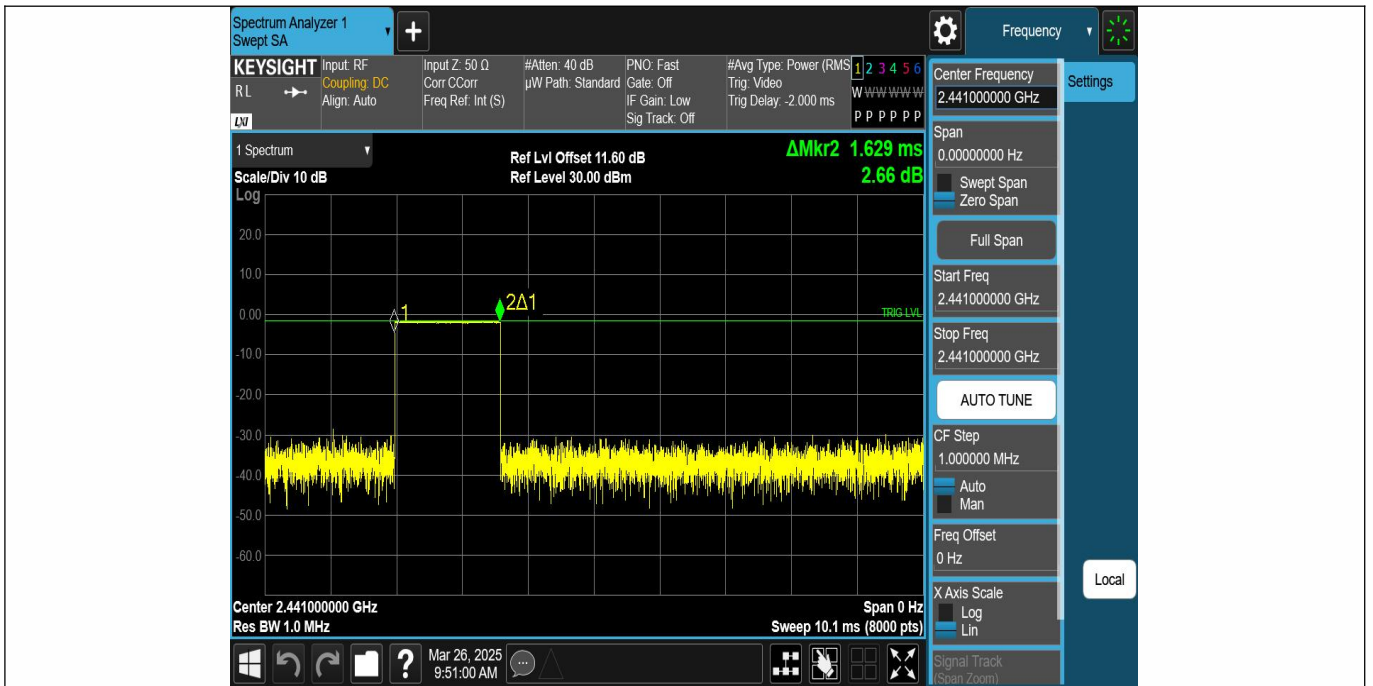 Spectrum Analyzer 1
Swept SA
+
Frequency
KEYSIGHT
RL
LXI
Input: RF
Coupling: DC
Align: Auto
Input Z: 50 Ω
Corr CCorr
Freq Ref: Int (S)
#Atten: 40 dB
µW Path: Standard
PNO: Fast
Gate: Off
IF Gain: Low
Sig Track: Off
#Avg Type: Power (RMS
Trig: Video
Trig Delay: -2.000 ms
1 2 3 4 5 6
W W W W W W
P P P P P P
1 Spectrum
Scale/Div 10 dB
Ref Lvl Offset 11.60 dB
Ref Level 30.00 dBm
ΔMkr2 1.629 ms
2.66 dB
Log
20.0
10.0
0.00
-10.0
-20.0
-30.0
-40.0
-50.0
-60.0
1
2Δ1
TRIG LVL
Center 2.441000000 GHz
Res BW 1.0 MHz
Span 0 Hz
Sweep 10.1 ms (8000 pts)
Center Frequency
2.441000000 GHz
Settings
Span
0.00000000 Hz
Swept Span
Zero Span
Full Span
Start Freq
2.441000000 GHz
Stop Freq
2.441000000 GHz
AUTO TUNE
CF Step
1.000000 MHz
Auto
Man
Freq Offset
0 Hz
X Axis Scale
Log
Lin
Local
Signal Track
(Span Zoom)
?
Mar 26, 2025
9:51:00 AM